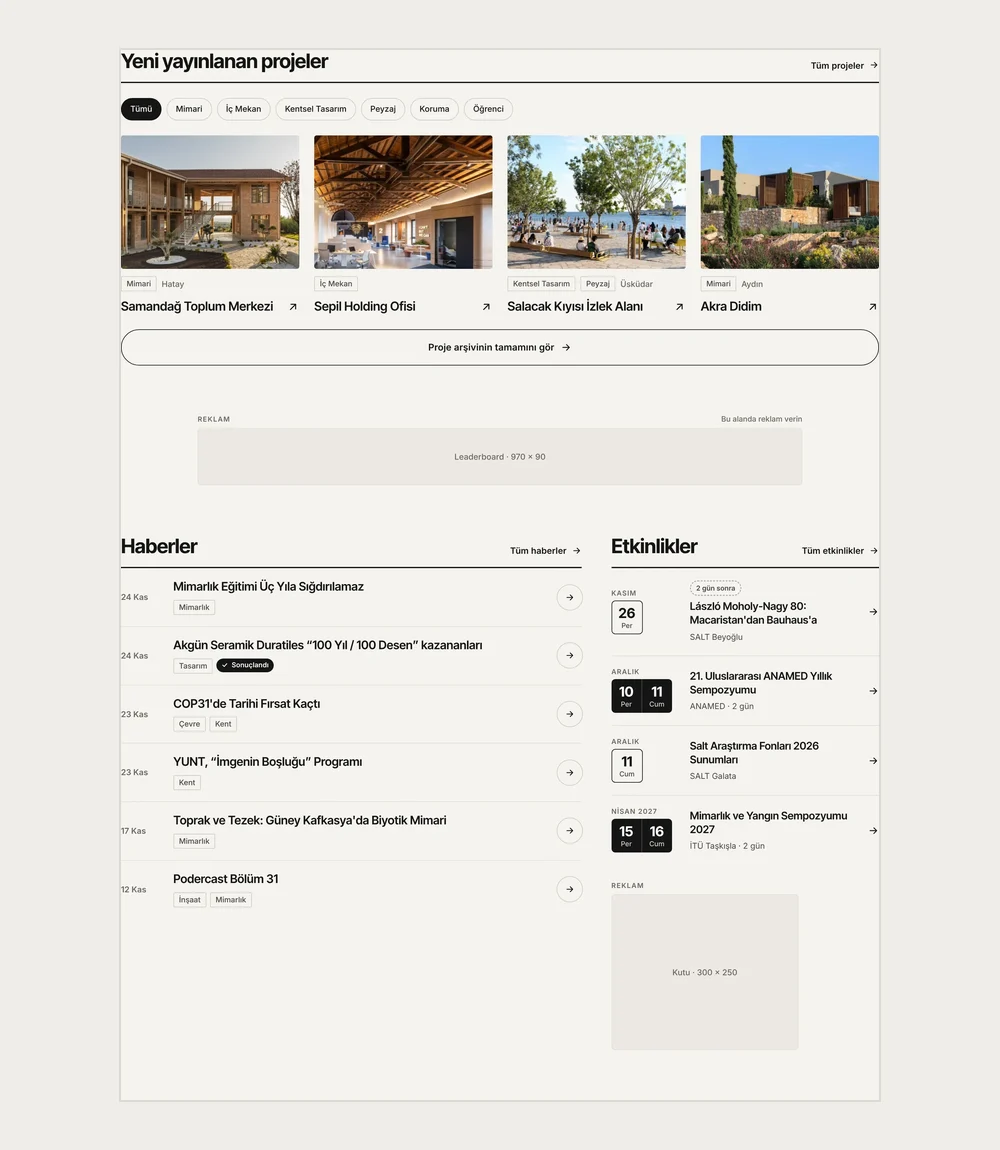 Yeni yayınlanan projeler
Tüm projeler →
Tümü
Mimari
İç Mekan
Kentsel Tasarım
Peyzaj
Koruma
Öğrenci
Mimari Hatay
Samandağ Toplum Merkezi
İç Mekan
Sepil Holding Ofisi
Kentsel Tasarım Peyzaj Üsküdar
Salacak Kıyısı İzlek Alanı
Mimari Aydın
Akra Didim
Proje arşivinin tamamını gör →
REKLAM
Bu alanda reklam verin
Leaderboard · 970 × 90
Haberler
Tüm haberler →
24 Kas
Mimarlık Eğitimi Üç Yıla Sığdırılamaz
Mimarlık
24 Kas
Akgün Seramik Duratiles “100 Yıl / 100 Desen” kazananları
Tasarım ✓ Sonuçlandı
23 Kas
COP31'de Tarihi Fırsat Kaçtı
Çevre Kent
23 Kas
YUNT, “İmgenin Boşluğu” Programı
Kent
17 Kas
Toprak ve Tezek: Güney Kafkasya'da Biyotik Mimari
Mimarlık
12 Kas
Podercast Bölüm 31
İnşaat Mimarlık
Etkinlikler
Tüm etkinlikler →
KASIM
26
Per
2 gün sonra
László Moholy-Nagy 80:
Macaristan'dan Bauhaus'a
SALT Beyoğlu
ARALIK
10 11
Per Cum
21. Uluslararası ANAMED Yıllık
Sempozyumu
ANAMED · 2 gün
ARALIK
11
Cum
Salt Araştırma Fonları 2026
Sunumları
SALT Galata
NİSAN 2027
15 16
Per Cum
Mimarlık ve Yangın Sempozyumu
2027
İTÜ Taşkışla · 2 gün
REKLAM
Kutu · 300 × 250